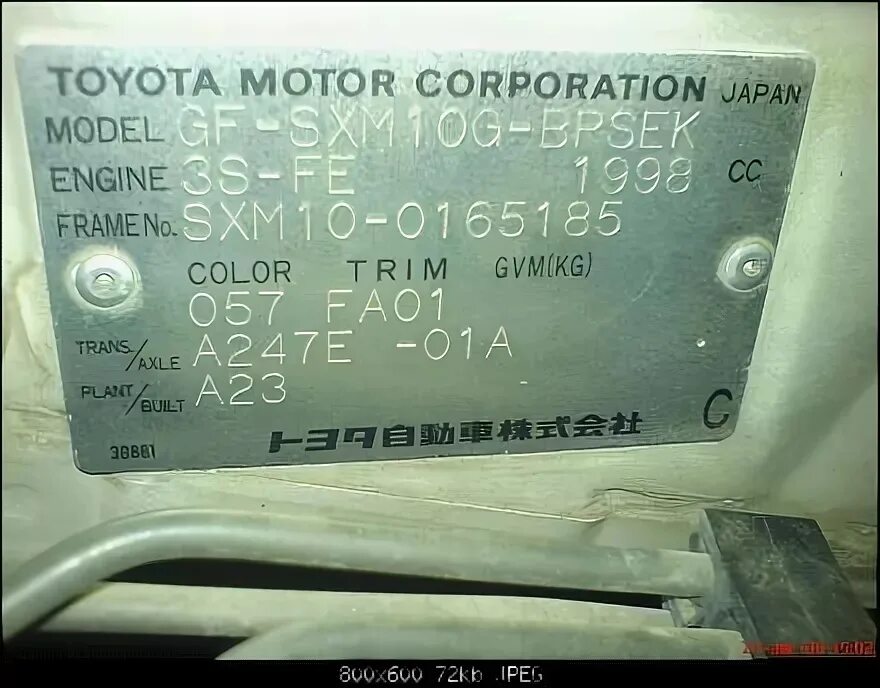 TOYOTA MOTOR CORPORATION JAPAN
MODEL GF-SXM10G-BPSEK
ENGINE 3S-FE 1998 CC
FRAME No. SXM10-0165185
COLOR TRIM GVM(KG)
057 FA01
TRANS./AXLE A247E -01A
PLANT/BUILT A23
トヨタ自動車株式会社 C
800x600 72kb JPEG